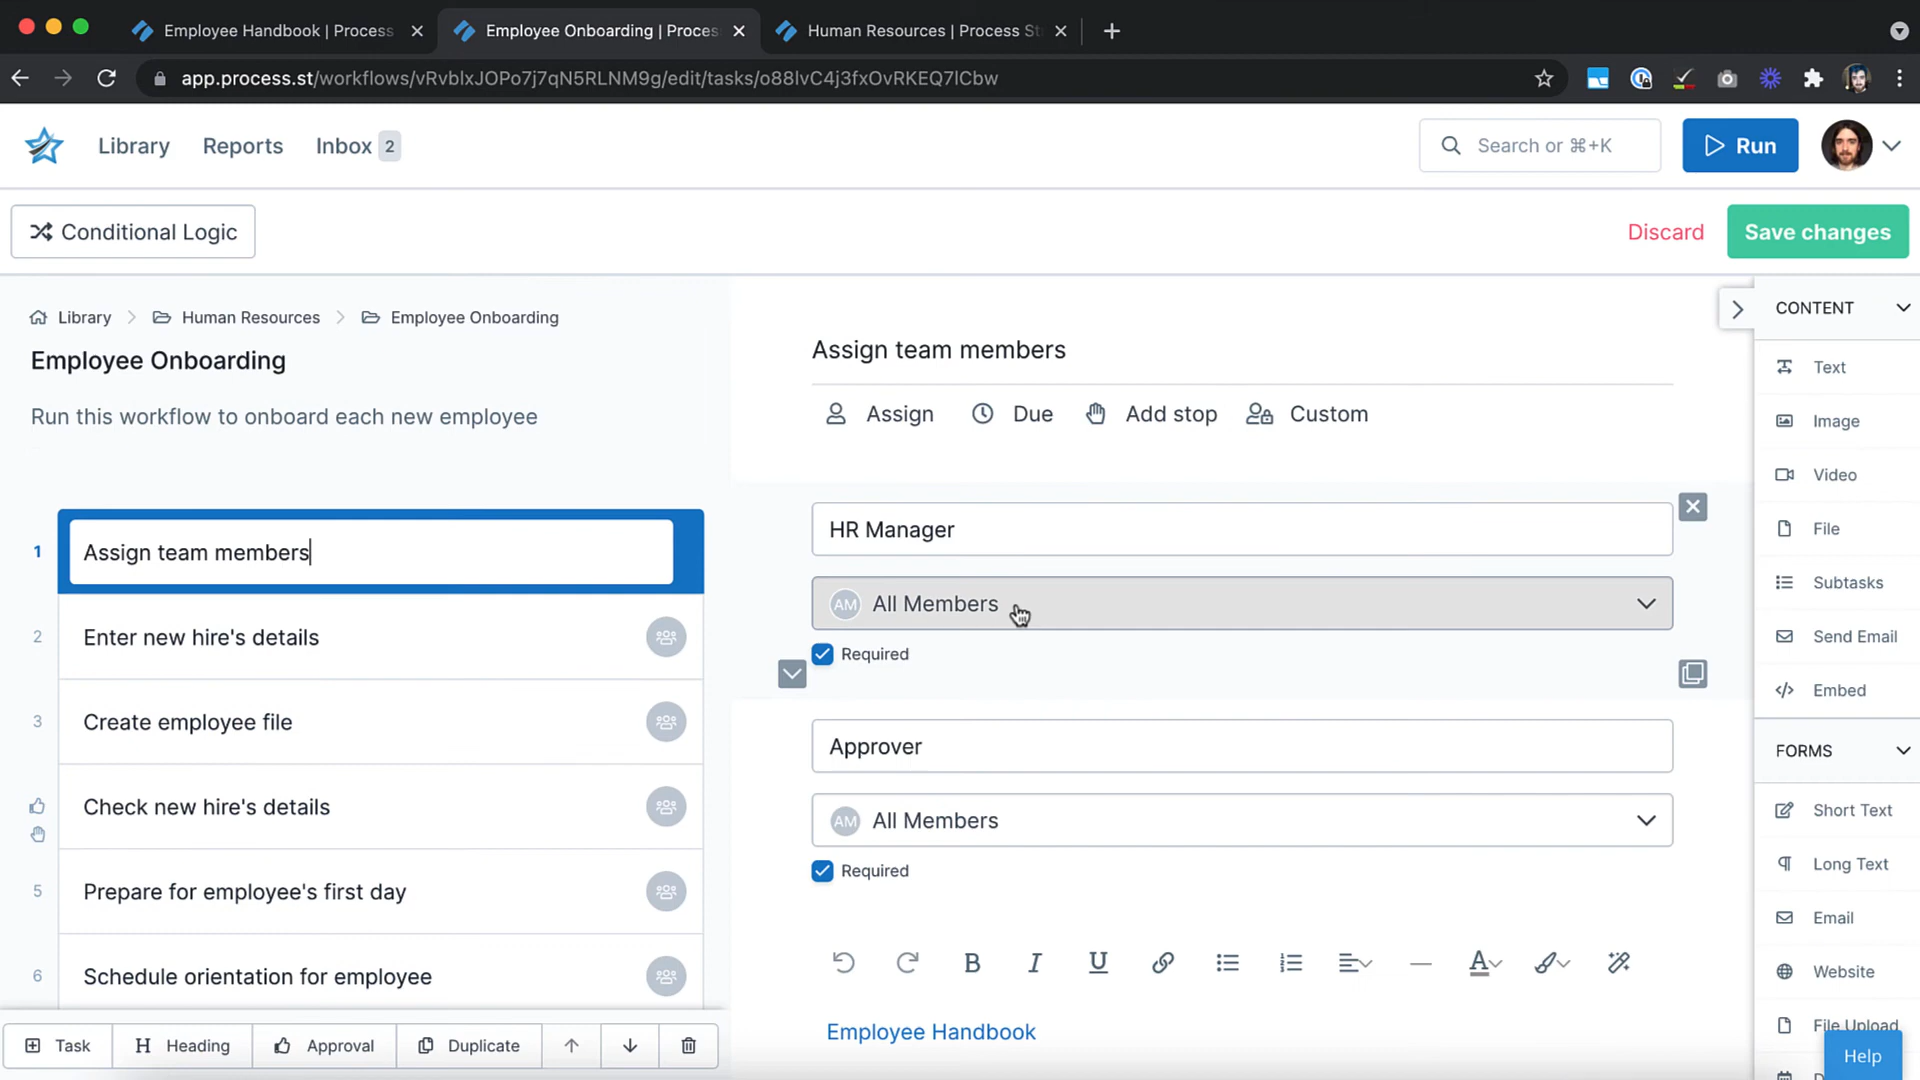 Employee Handbook | Process
Employee Onboarding | Proces
Human Resources | Process St
app.process.st/workflows/vRvblxJOPo7j7qN5RLNM9g/edit/tasks/o88lvC4j3fxOvRKEQ7lCbw
Library
Reports
Inbox 2
Search or ⌘+K
Run
Conditional Logic
Discard
Save changes
Library
Human Resources
Employee Onboarding
Employee Onboarding
Run this workflow to onboard each new employee
1 Assign team members
2 Enter new hire's details
3 Create employee file
Check new hire's details
5 Prepare for employee's first day
6 Schedule orientation for employee
Task
H Heading
Approval
Duplicate
Assign team members
Assign
Due
Add stop
Custom
HR Manager
AM All Members
Required
Approver
AM All Members
Required
B I U A
Employee Handbook
CONTENT
Text
Image
Video
File
Subtasks
Send Email
Embed
FORMS
Short Text
Long Text
Email
Website
File Upload
Help